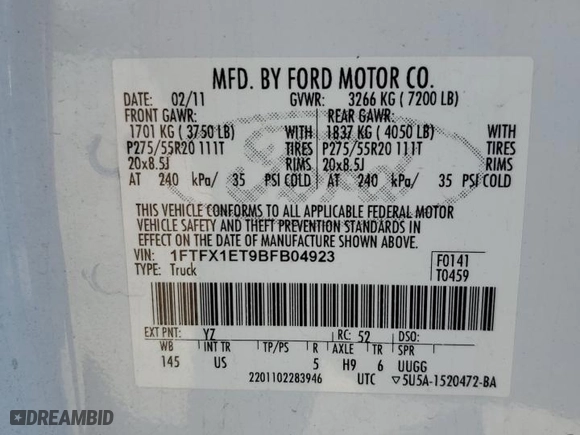 MFD. BY FORD MOTOR CO.
DATE: 02/11 GVWR: 3266 KG ( 7200 LB)
FRONT GAWR: REAR GAWR:
1701 KG ( 3750 LB) WITH 1837 KG ( 4050 LB) WITH
P275/55R20 111T TIRES P275/55R20 111T TIRES
20x8.5J RIMS 20x8.5J RIMS
AT 240 kPa/ 35 PSI COLD AT 240 kPa/ 35 PSI COLD
THIS VEHICLE CONFORMS TO ALL APPLICABLE FEDERAL MOTOR
VEHICLE SAFETY AND THEFT PREVENTION STANDARDS IN
EFFECT ON THE DATE OF MANUFACTURE SHOWN ABOVE.
VIN: 1FTFX1ET9BFB04923 F0141
TYPE: Truck T0459
EXT PNT: YZ RC: 52 DSO:
WB INT TR TP/PS R AXLE TR SPR
145 US 5 H9 6 UUGG
2201102283946 UTC ▽5U5A-1520472-BA
DREAMBID